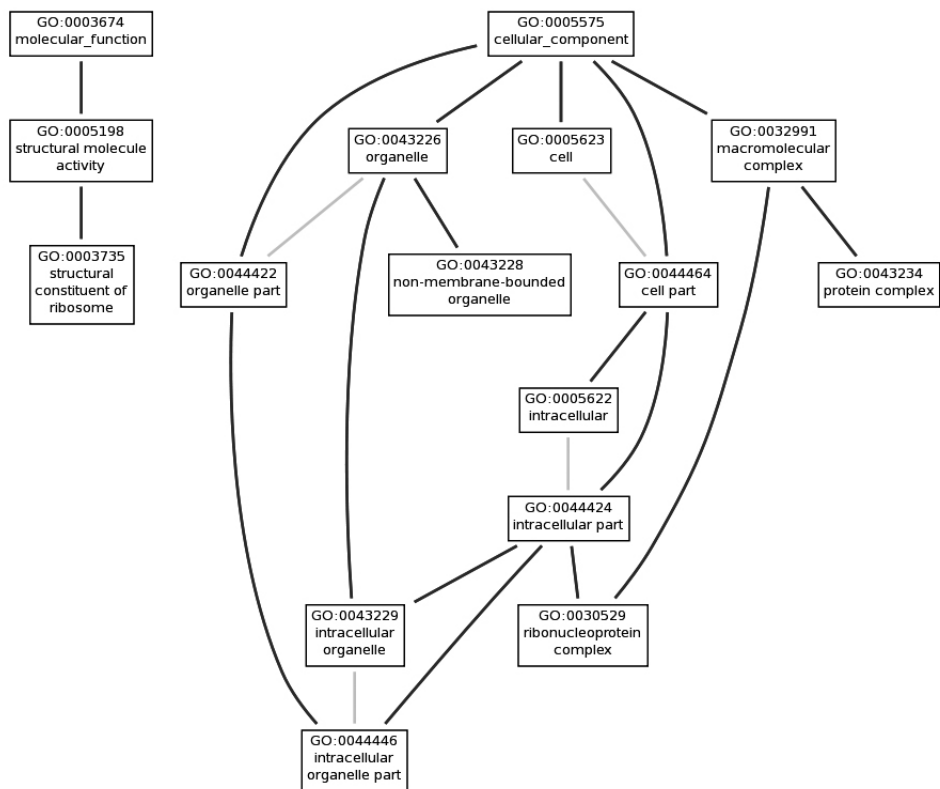 GO:0003674
molecular_function
GO:0005575
cellular_component
GO:0005198
structural molecule
activity
GO:0043226
organelle
GO:0005623
cell
GO:0032991
macromolecular
complex
GO:0003735
structural
constituent of
ribosome
GO:0044422
organelle part
GO:0043228
non-membrane-bounded
organelle
GO:0044464
cell part
GO:0043234
protein complex
GO:0005622
intracellular
GO:0044424
intracellular part
GO:0043229
intracellular
organelle
GO:0030529
ribonucleoprotein
complex
GO:0044446
intracellular
organelle part